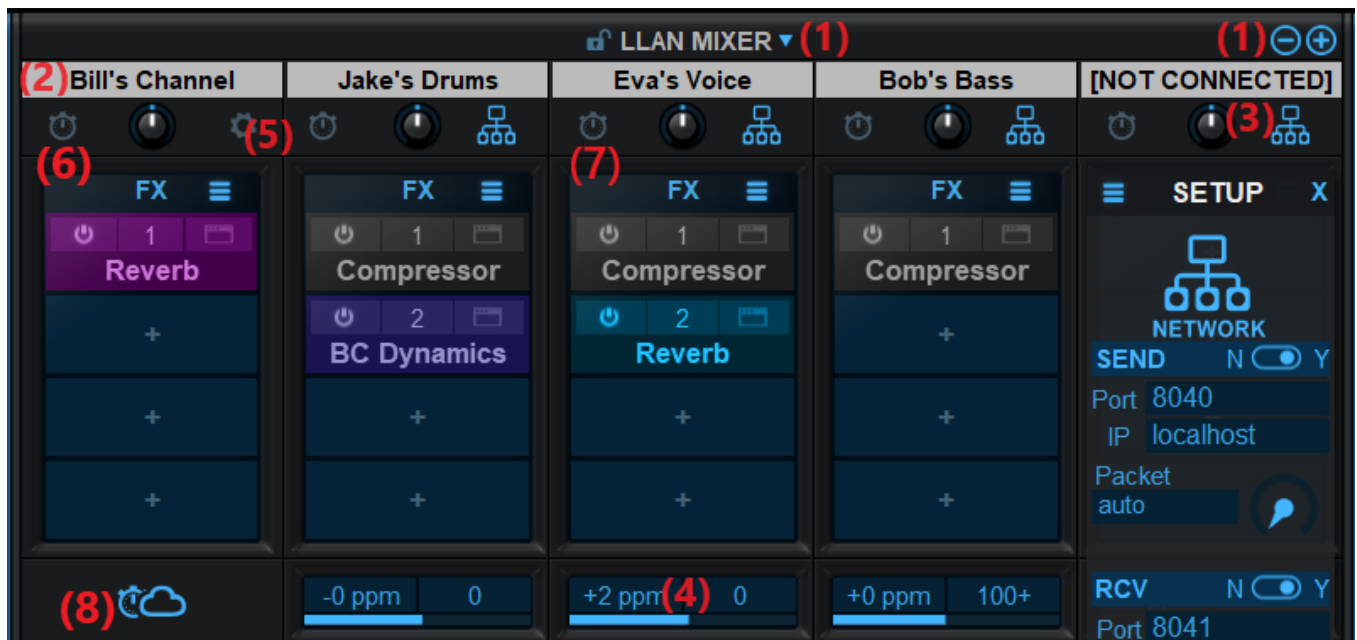 LLAN MIXER (1) (1)
(2) Bill's Channel Jake's Drums Eva's Voice Bob's Bass [NOT CONNECTED]
(5) (3)
(6) (7)
FX FX FX FX SETUP X
1 1 1 1
Reverb Compressor Compressor Compressor
NETWORK
+ 2 2 +
BC Dynamics Reverb
SEND N Y
Port 8040
+ + + +
IP localhost
Packet
+ + + +
auto
(8) -0 ppm 0 +2 ppm (4) 0 +0 ppm 100+
RCV N Y
Port 8041